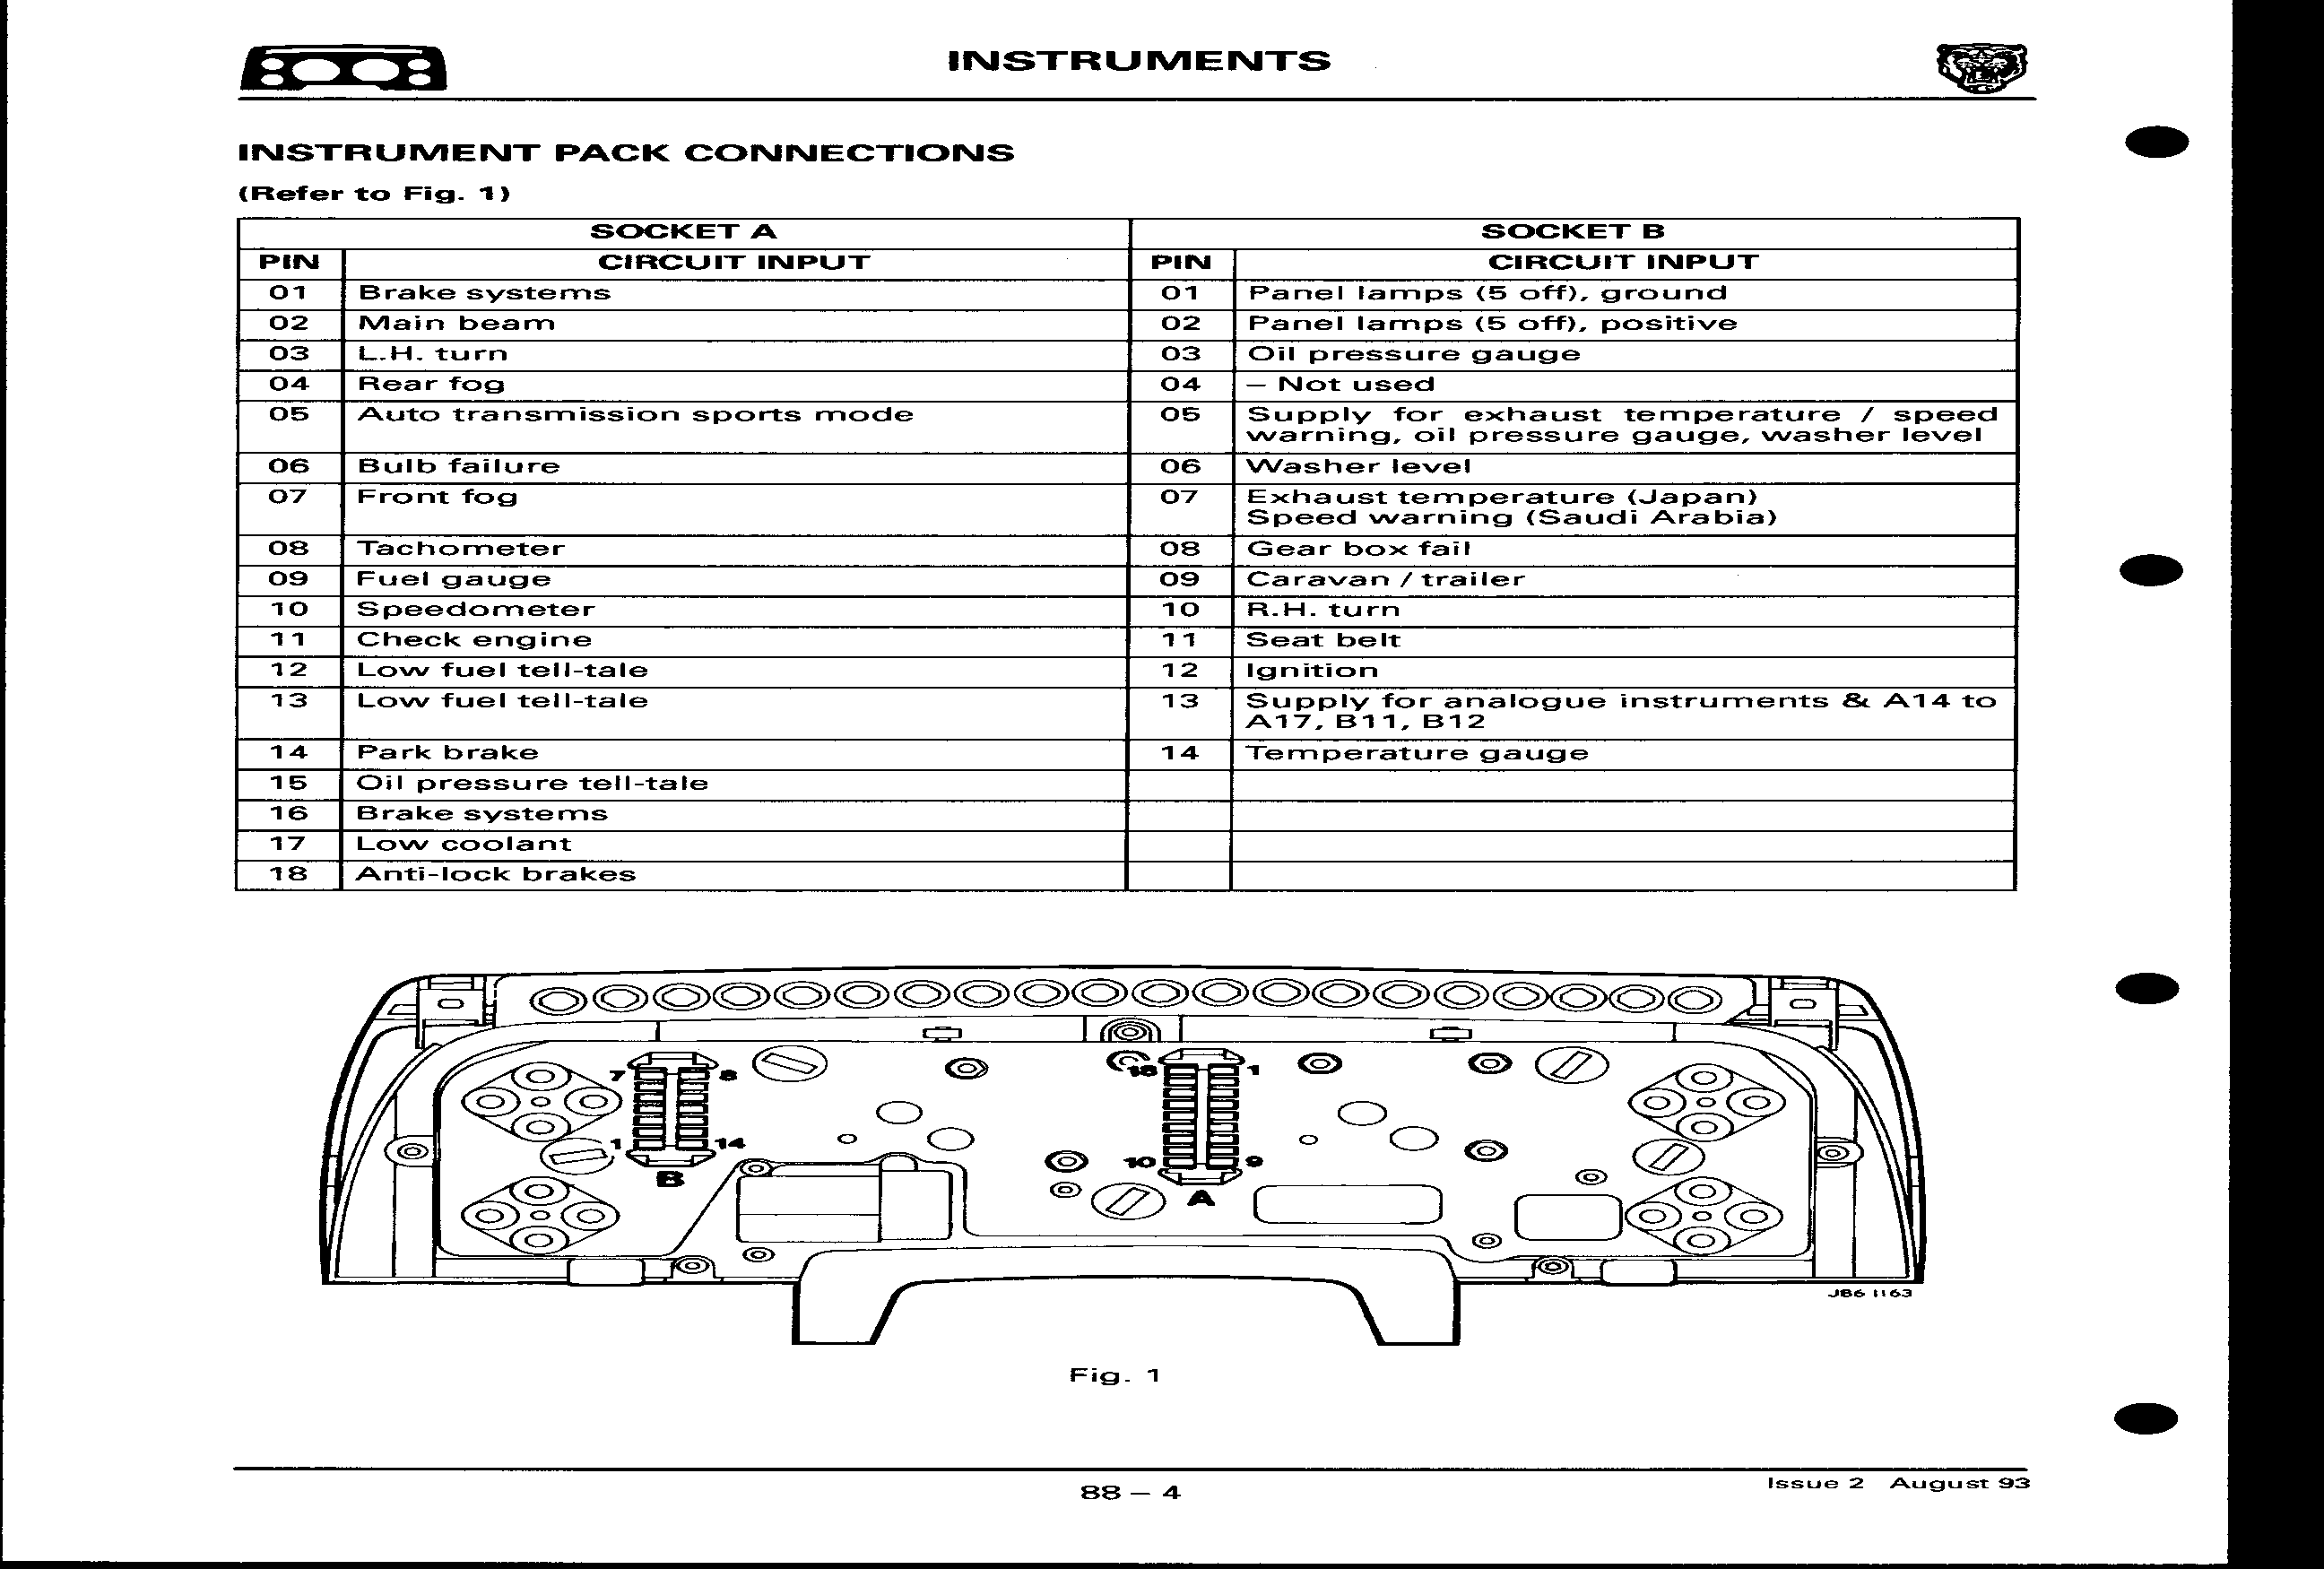 INSTRUMENTS
INSTRUMENT PACK CONNECTIONS
(Refer to Fig. 1)
SOCKET A SOCKET B
PIN CIRCUIT INPUT PIN CIRCUIT INPUT
01 Brake systems 01 Panel lamps (5 off), ground
02 Main beam 02 Panel lamps (5 off), positive
03 L.H. turn 03 Oil pressure gauge
04 Rear fog 04 – Not used
05 Auto transmission sports mode 05 Supply for exhaust temperature / speed
warning, oil pressure gauge, washer level
06 Bulb failure 06 Washer level
07 Front fog 07 Exhaust temperature (Japan)
Speed warning (Saudi Arabia)
08 Tachometer 08 Gear box fail
09 Fuel gauge 09 Caravan / trailer
10 Speedometer 10 R.H. turn
11 Check engine 11 Seat belt
12 Low fuel tell-tale 12 Ignition
13 Low fuel tell-tale 13 Supply for analogue instruments & A14 to
A17, B11, B12
14 Park brake 14 Temperature gauge
15 Oil pressure tell-tale
16 Brake systems
17 Low coolant
18 Anti-lock brakes
7 8 18 1
1 14 10 9
B A
J86 1163
Fig. 1
88 – 4
Issue 2 August 93